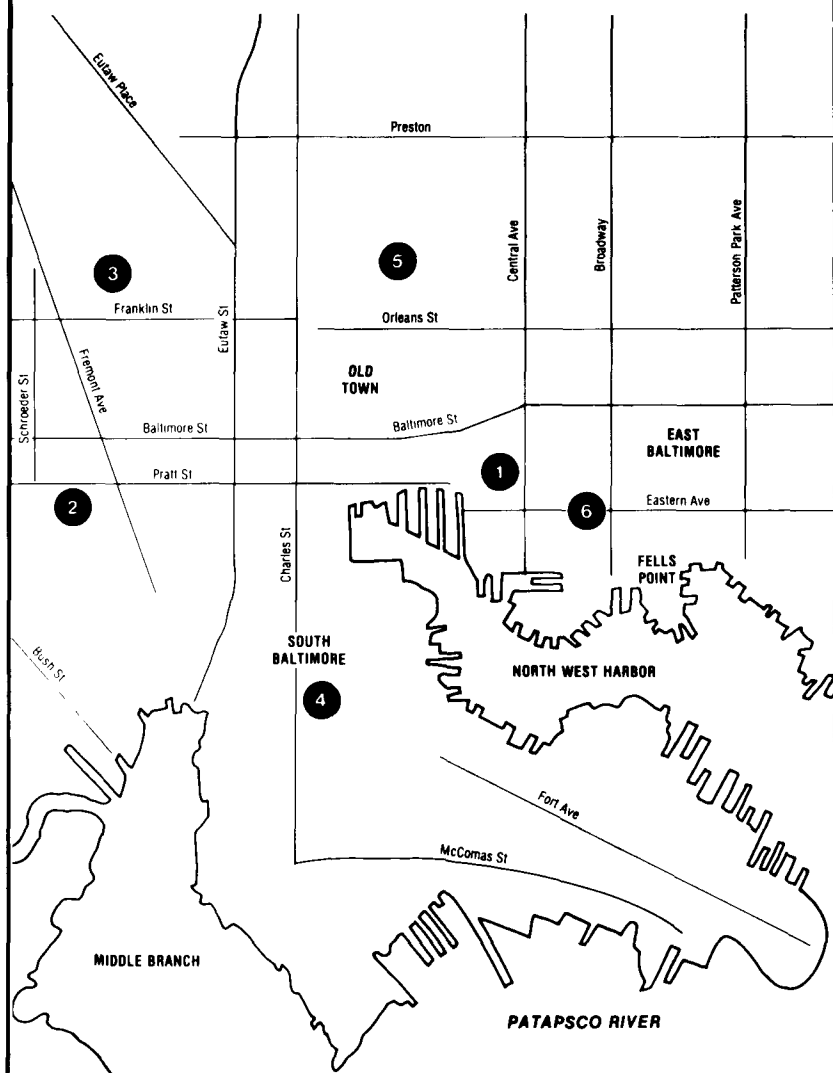 Eutaw Place
Preston
Central Ave
Broadway
Patterson Park Ave
5
3
Franklin St
Eutaw St
Orleans St
Schroeder St
Fremont Ave
OLD
TOWN
Baltimore St
Baltimore St
EAST
BALTIMORE
1
Pratt St
2
6
Eastern Ave
Charles St
FELLS
POINT
Bush St
SOUTH
BALTIMORE
NORTH WEST HARBOR
4
Fort Ave
McComas St
MIDDLE BRANCH
PATAPSCO RIVER